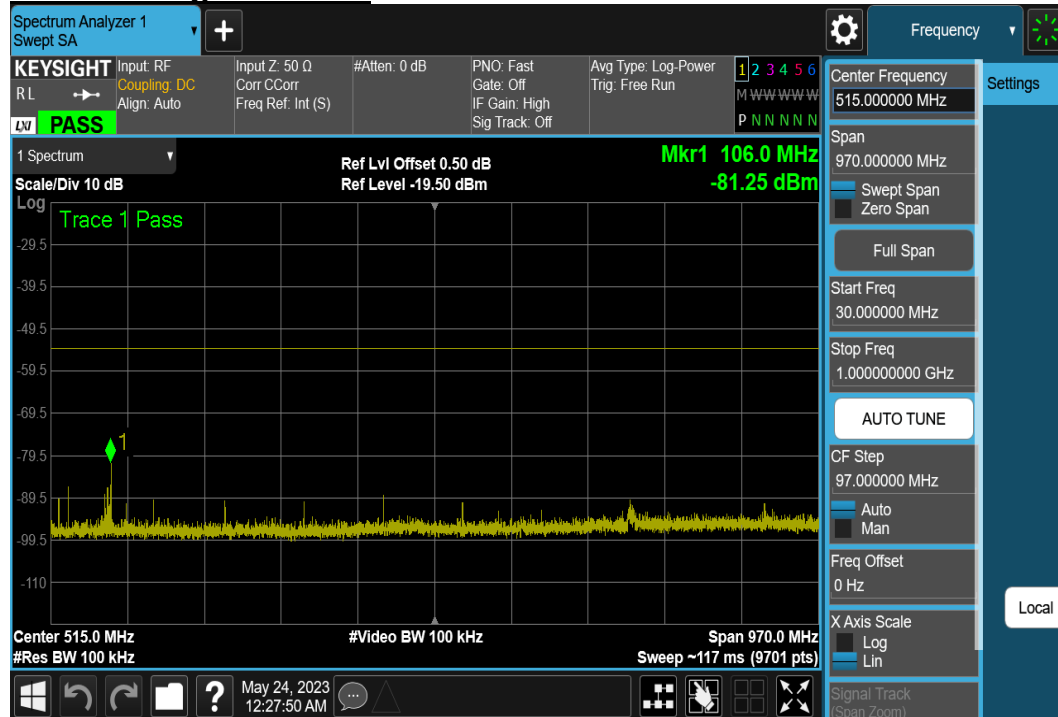 Spectrum Analyzer 1
Swept SA
+
Frequency
KEYSIGHT
R L
LXI
PASS
Input: RF
Coupling: DC
Align: Auto
Input Z: 50 Ω
Corr CCorr
Freq Ref: Int (S)
#Atten: 0 dB
PNO: Fast
Gate: Off
IF Gain: High
Sig Track: Off
Avg Type: Log-Power
Trig: Free Run
1 2 3 4 5 6
M W W W W W
P N N N N N
1 Spectrum
Scale/Div 10 dB
Log
Ref Lvl Offset 0.50 dB
Ref Level -19.50 dBm
Mkr1 106.0 MHz
-81.25 dBm
Trace 1 Pass
-29.5
-39.5
-49.5
-59.5
-69.5
-79.5
-89.5
-99.5
-110
1
Center 515.0 MHz
#Res BW 100 kHz
#Video BW 100 kHz
Span 970.0 MHz
Sweep ~117 ms (9701 pts)
Center Frequency
515.000000 MHz
Settings
Span
970.000000 MHz
Swept Span
Zero Span
Full Span
Start Freq
30.000000 MHz
Stop Freq
1.000000000 GHz
AUTO TUNE
CF Step
97.000000 MHz
Auto
Man
Freq Offset
0 Hz
Local
X Axis Scale
Log
Lin
Signal Track
(Span Zoom)
?
May 24, 2023
12:27:50 AM